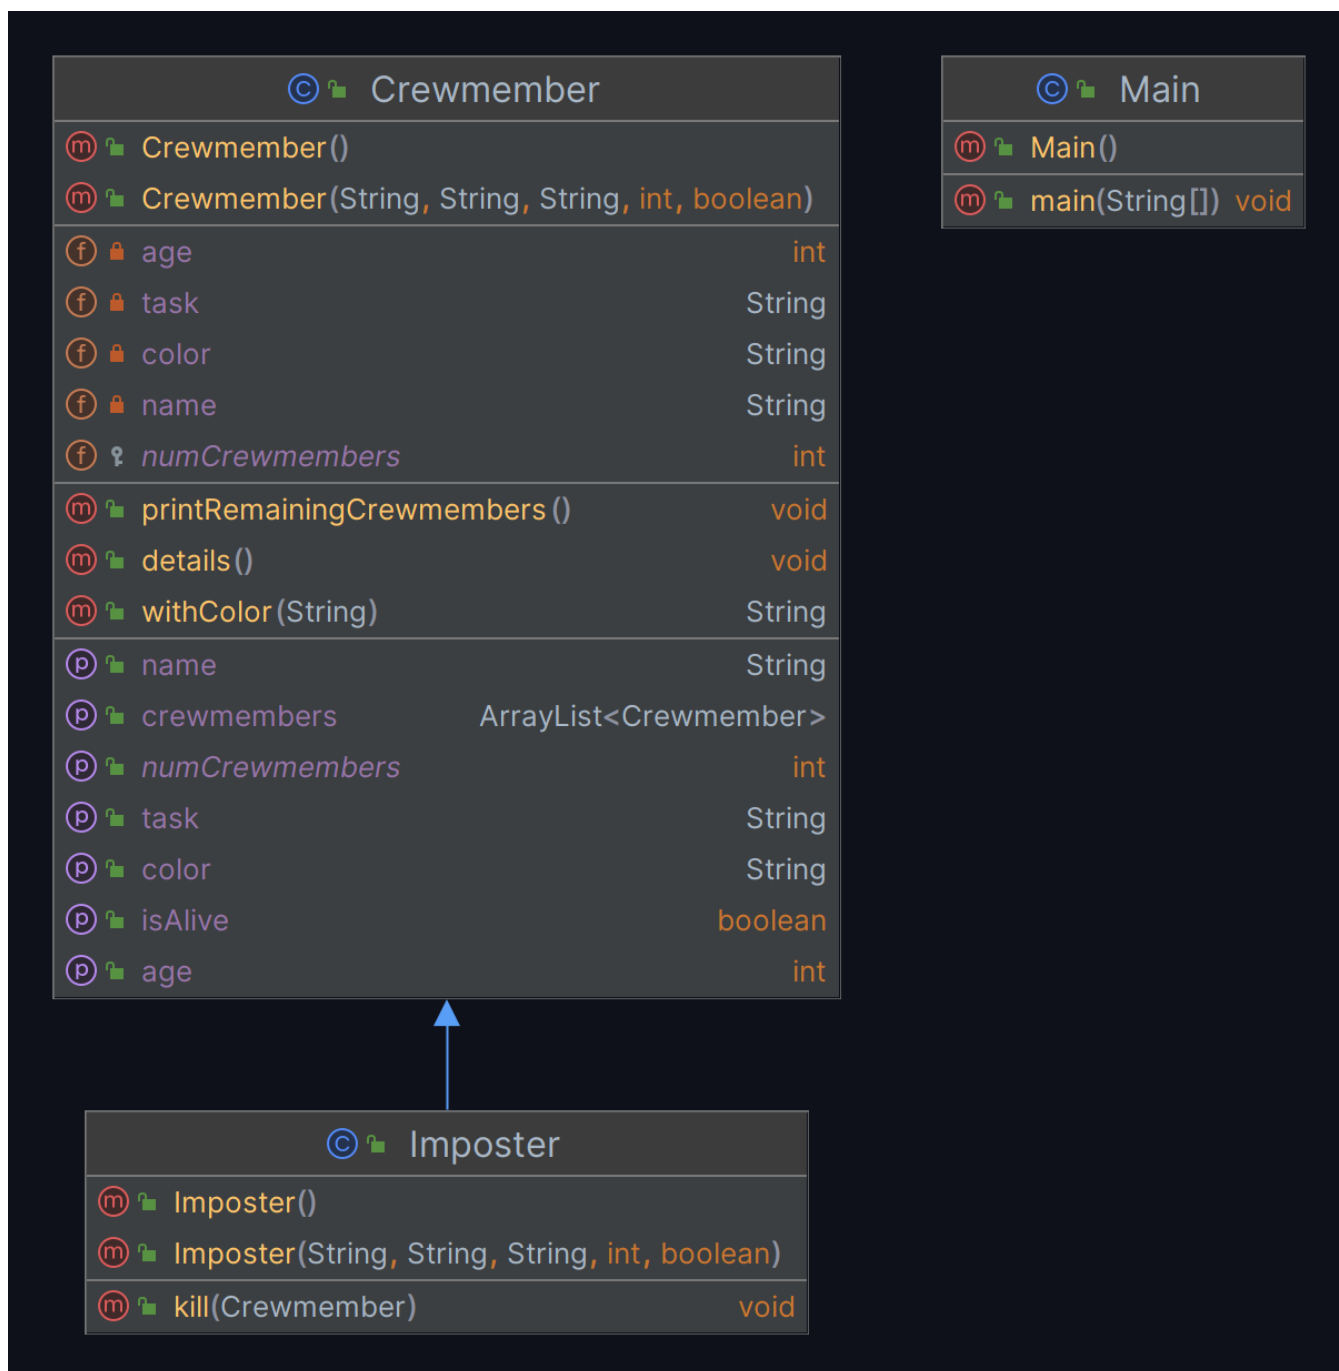 Crewmember
Crewmember()
Crewmember(String, String, String, int, boolean)
age int
task String
color String
name String
numCrewmembers int
printRemainingCrewmembers() void
details() void
withColor(String) String
name String
crewmembers ArrayList<Crewmember>
numCrewmembers int
task String
color String
isAlive boolean
age int
Main
Main()
main(String[]) void
Imposter
Imposter()
Imposter(String, String, String, int, boolean)
kill(Crewmember) void